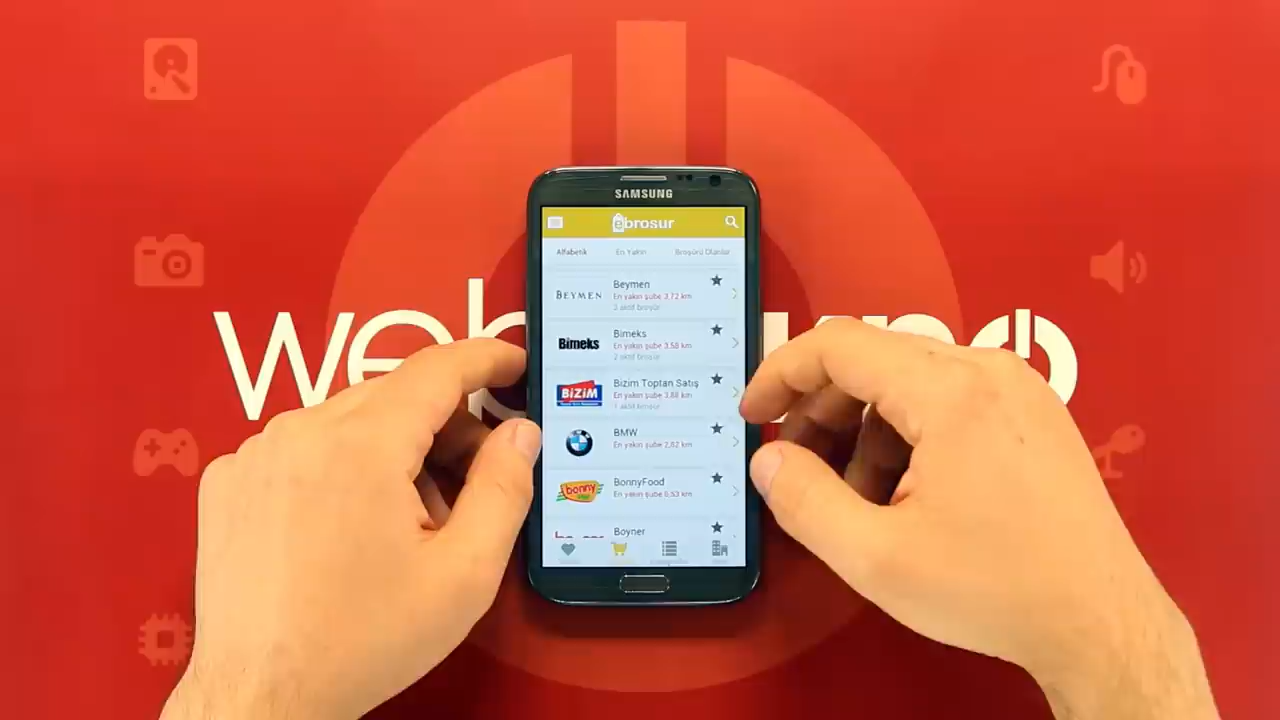 SAMSUNG
ebrosur
Alfabetik En Yakın Broşürü Olanlar
BEYMEN
Beymen
En yakın şube 3,72 km
2 aktif broşür
Bimeks
Bimeks
En yakın şube 3,58 km
2 aktif broşür
BİZİM
Bizim Toptan Satış
En yakın şube 3,88 km
1 aktif broşür
BMW
En yakın şube 2,82 km
bonny
BonnyFood
En yakın şube 0,53 km
Boyner
web